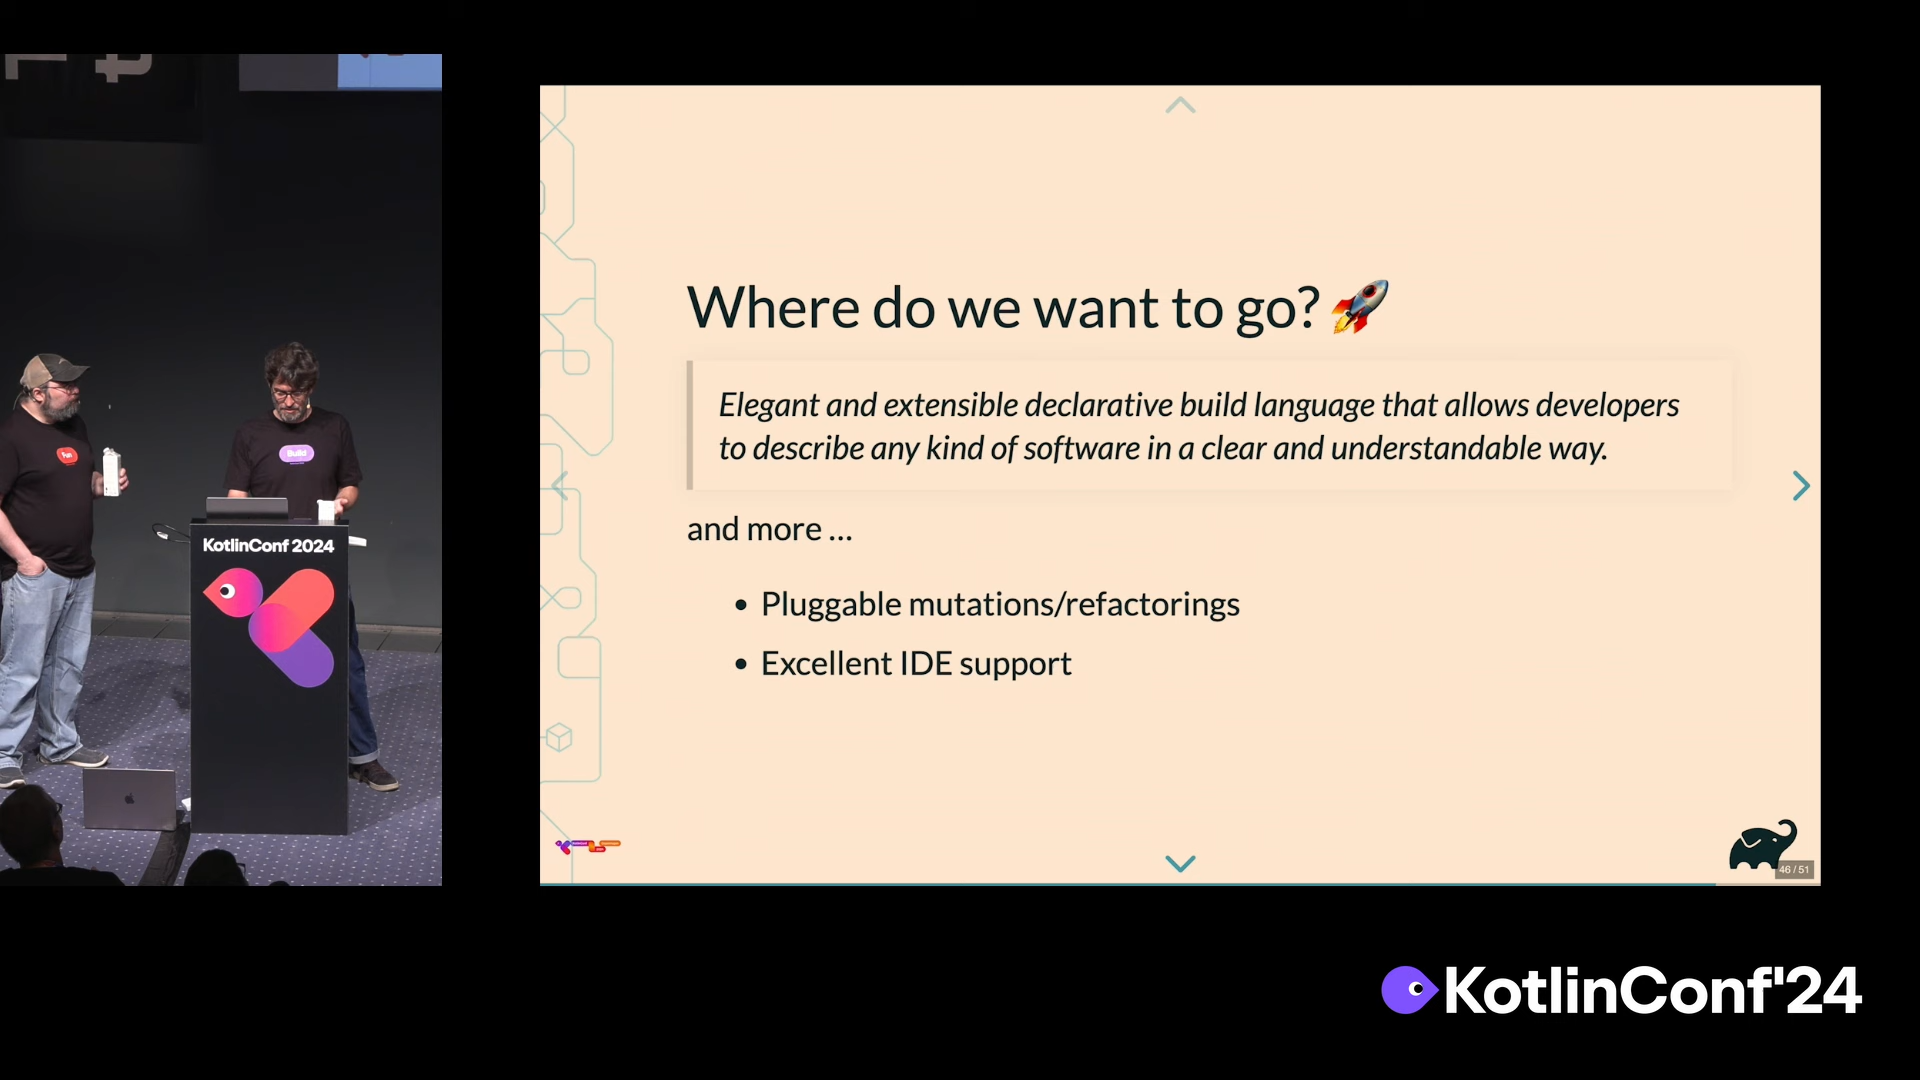 Fun
Build
KotlinConf 2024
Where do we want to go?
Elegant and extensible declarative build language that allows developers
to describe any kind of software in a clear and understandable way.
and more ...
• Pluggable mutations/refactorings
• Excellent IDE support
46 / 51
KotlinConf'24